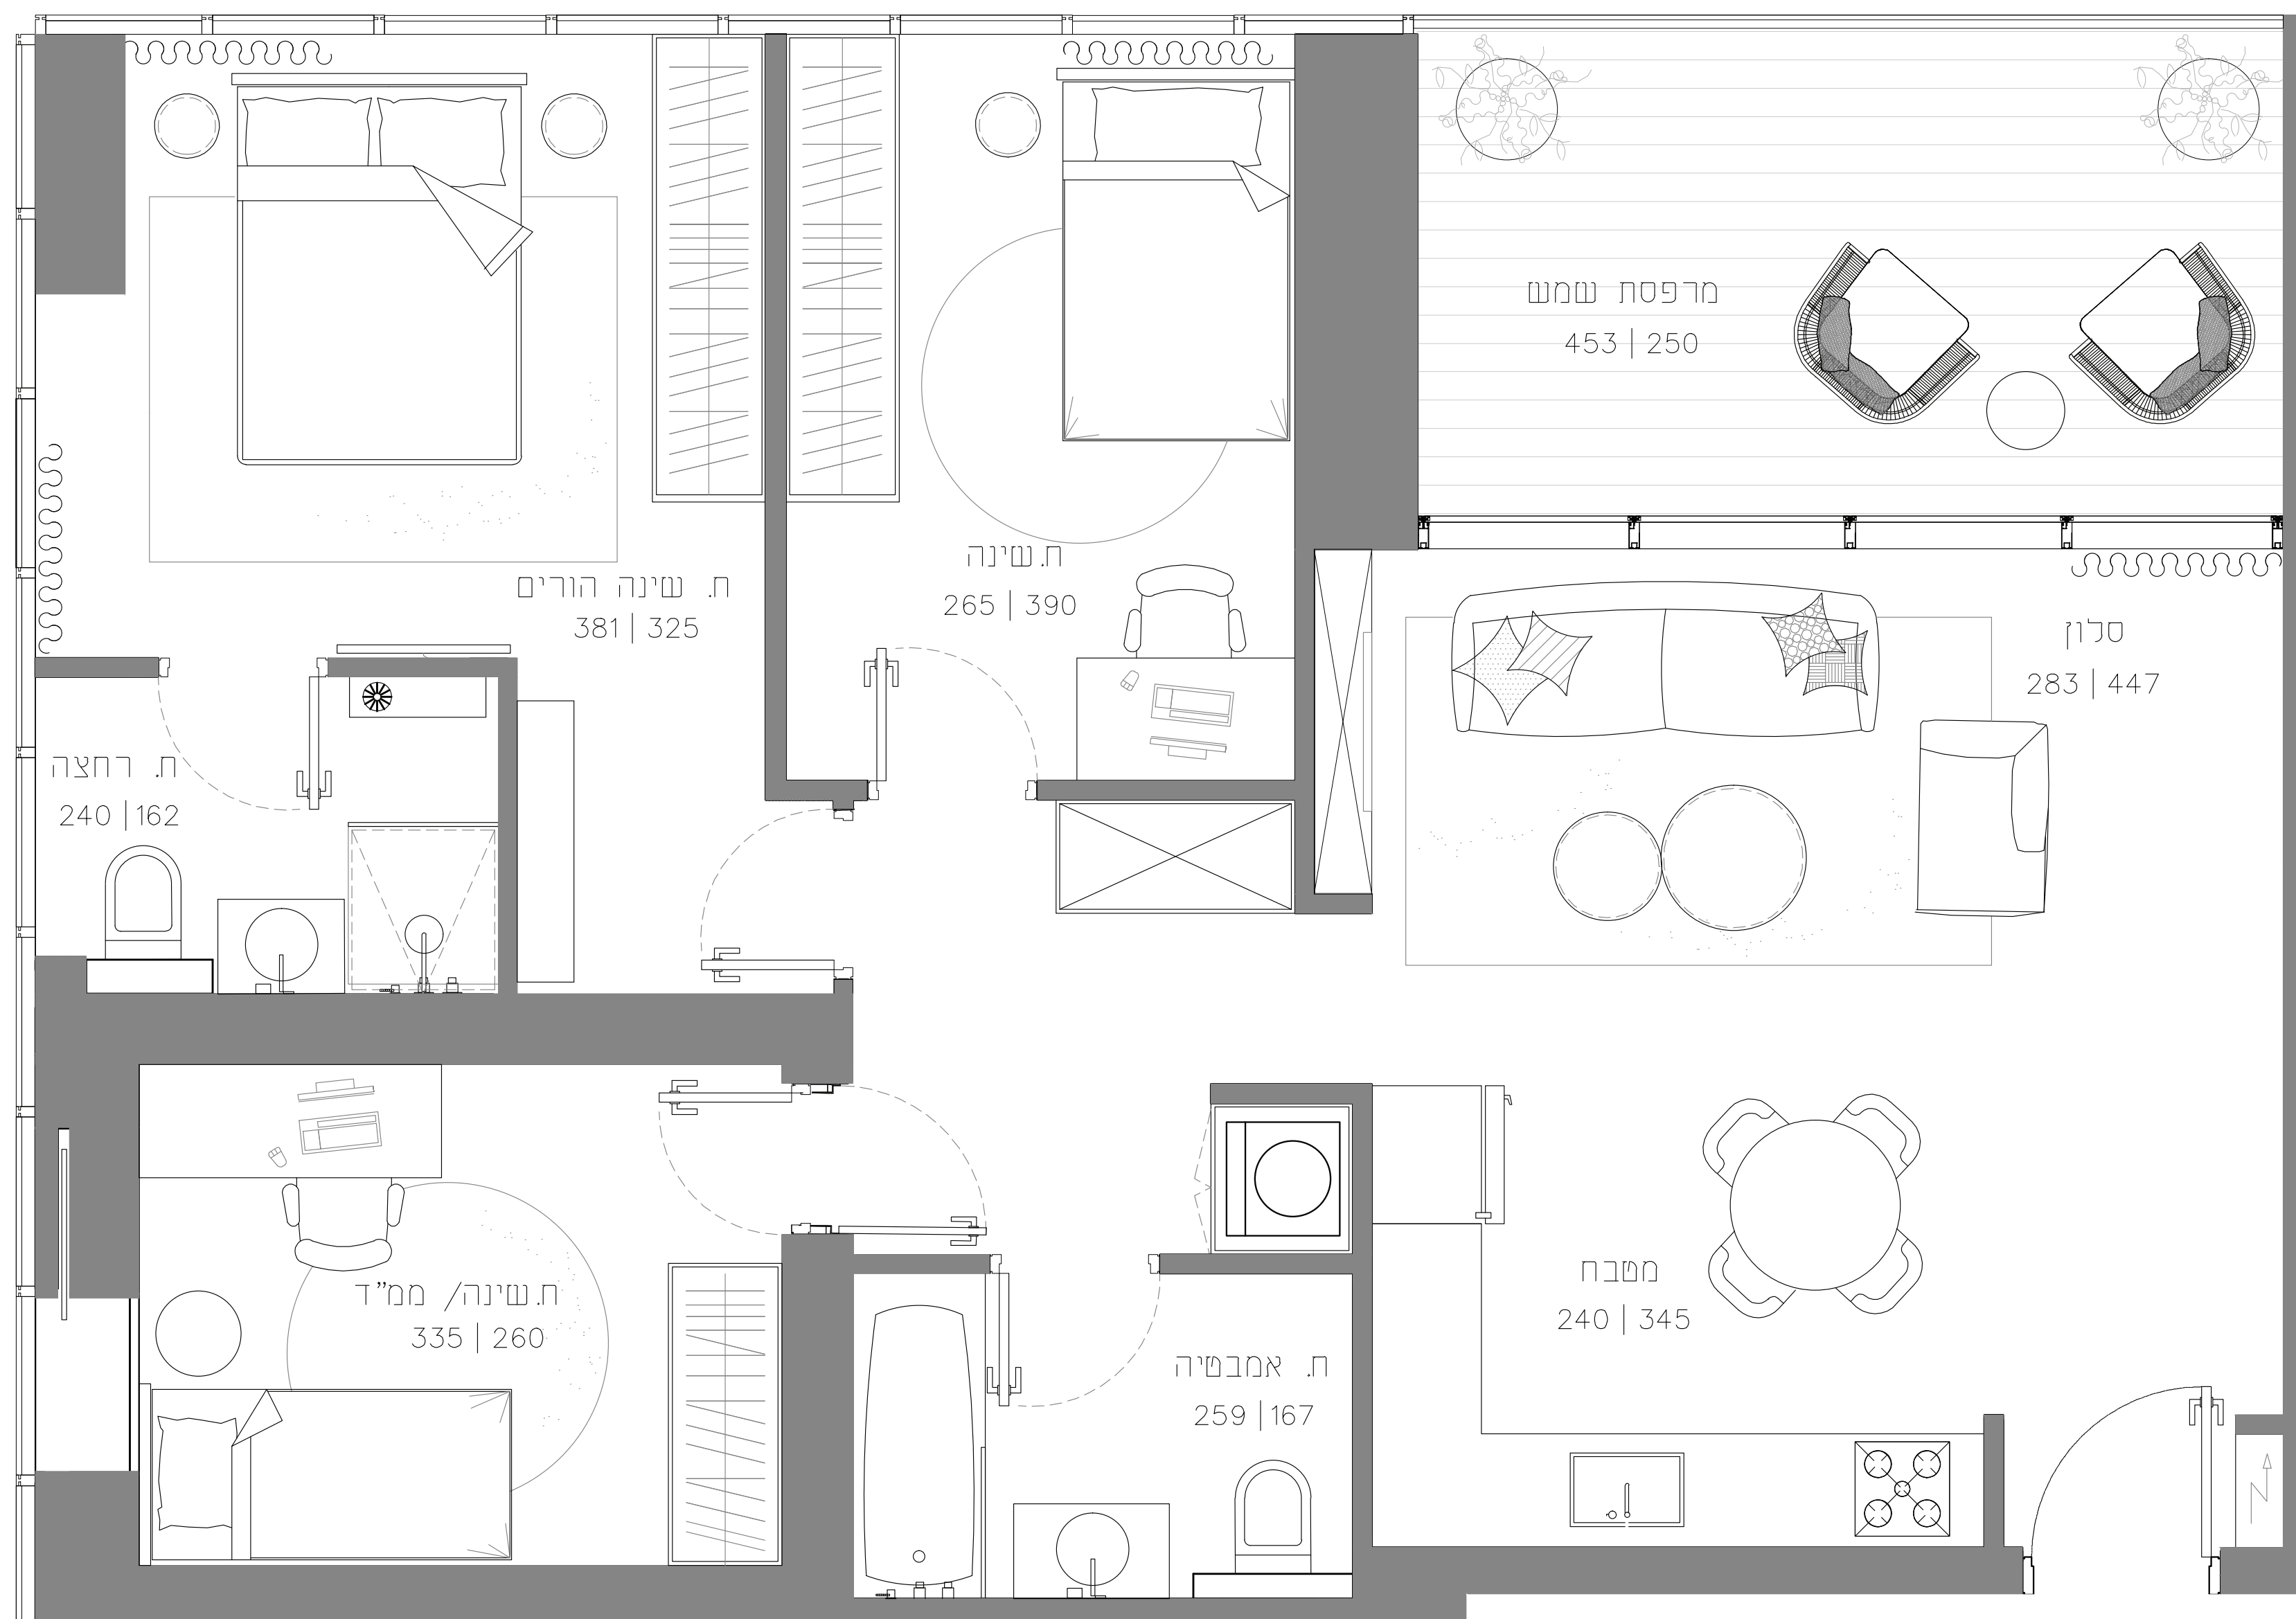 מרפסת שמש
453|250
ח.שינה
265|390
ח. שינה הורים
381|325
סלון
283|447
ח. רחצה
240|162
מטבח
240|345
ח.שינה/ ממ"ד
335|260
ח. אמבטיה
259|167